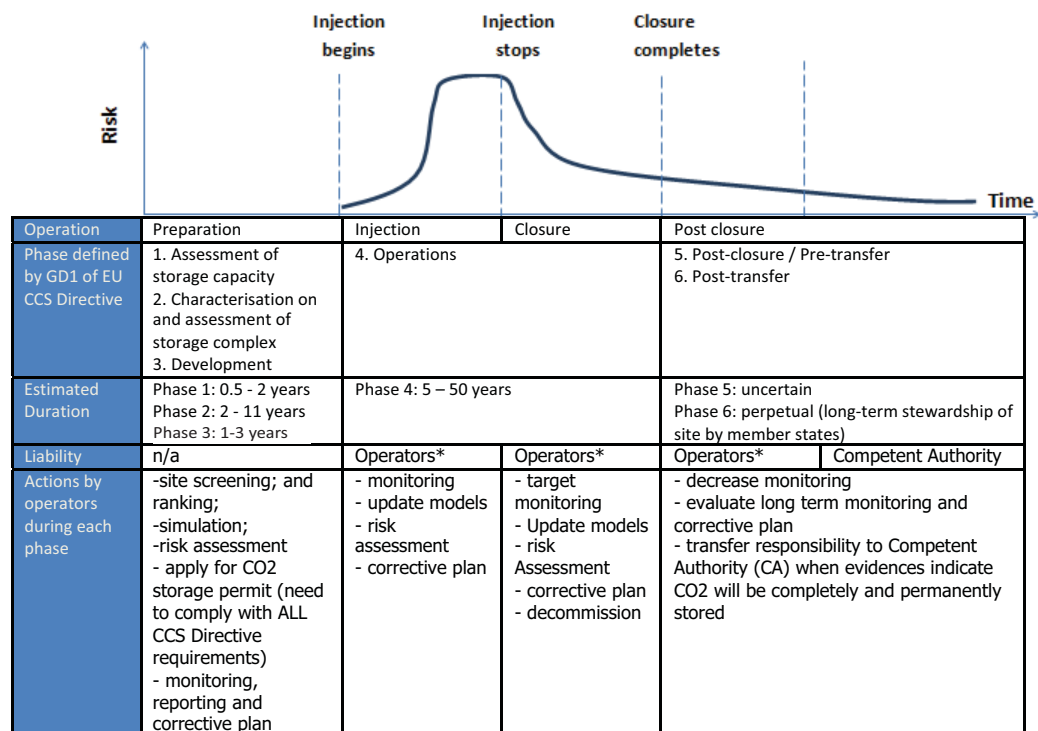 Injection
begins
Injection
stops
Closure
completes
Risk
Time
Operation
Preparation
Injection
Closure
Post closure
Phase defined
by GD1 of EU
CCS Directive
1. Assessment of
storage capacity
2. Characterisation on
and assessment of
storage complex
3. Development
4. Operations
5. Post-closure / Pre-transfer
6. Post-transfer
Estimated
Duration
Phase 1: 0.5 - 2 years
Phase 2: 2 - 11 years
Phase 3: 1-3 years
Phase 4: 5 – 50 years
Phase 5: uncertain
Phase 6: perpetual (long-term stewardship of
site by member states)
Liability
n/a
Operators*
Operators*
Operators*
Competent Authority
Actions by
operators
during each
phase
-site screening; and
ranking;
-simulation;
-risk assessment
- apply for CO2
storage permit (need
to comply with ALL
CCS Directive
requirements)
- monitoring,
reporting and
corrective plan
- monitoring
- update models
- risk
assessment
- corrective plan
- target
monitoring
- Update models
- risk
Assessment
- corrective plan
- decommission
- decrease monitoring
- evaluate long term monitoring and
corrective plan
- transfer responsibility to Competent
Authority (CA) when evidences indicate
CO2 will be completely and permanently
stored